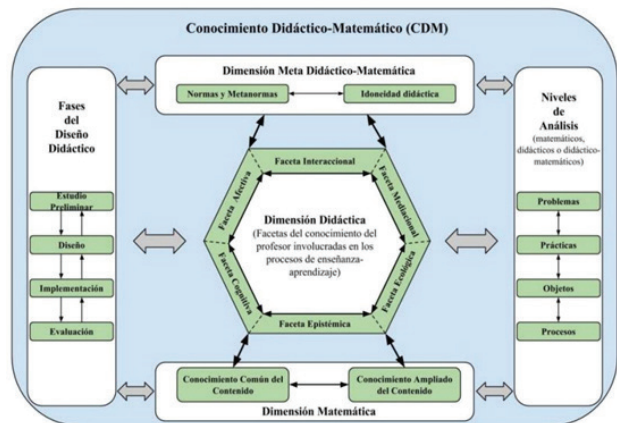 Conocimiento Didáctico-Matemático (CDM)
Dimensión Meta Didáctico-Matemática
Normas y Metanormas
Idoneidad didáctica
Fases
del
Diseño
Didáctico
Estudio
Preliminar
Diseño
Implementación
Evaluación
Faceta Interaccional
Faceta Afectiva
Faceta Mediacional
Dimensión Didáctica
(Facetas del conocimiento del
profesor involucradas en los
procesos de enseñanza-
aprendizaje)
Faceta Cognitiva
Faceta Ecológica
Faceta Epistémica
Niveles
de
Análisis
(matemáticos,
didácticos o didáctico-
matemáticos)
Problemas
Prácticas
Objetos
Procesos
Conocimiento Común del
Contenido
Conocimiento Ampliado
del Contenido
Dimensión Matemática